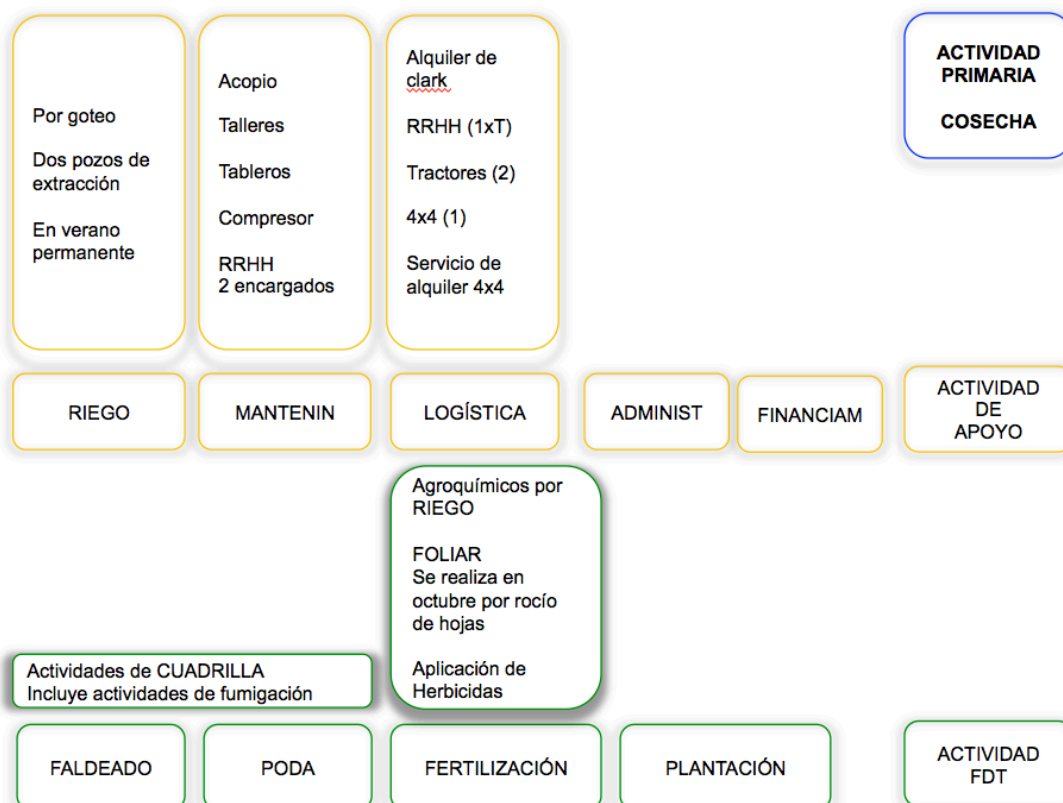 Por goteo
Dos pozos de
extracción
En verano
permanente
Acopio
Talleres
Tableros
Compresor
RRHH
2 encargados
Alquiler de
clark
RRHH (1xT)
Tractores (2)
4x4 (1)
Servicio de
alquiler 4x4
ACTIVIDAD
PRIMARIA
COSECHA
RIEGO
MANTENIN
LOGÍSTICA
ADMINIST
FINANCIAM
ACTIVIDAD
DE
APOYO
Agroquímicos por
RIEGO
FOLIAR
Se realiza en
octubre por rocío
de hojas
Aplicación de
Herbicidas
Actividades de CUADRILLA
Incluye actividades de fumigación
FALDEADO
PODA
FERTILIZACIÓN
PLANTACIÓN
ACTIVIDAD
FDT